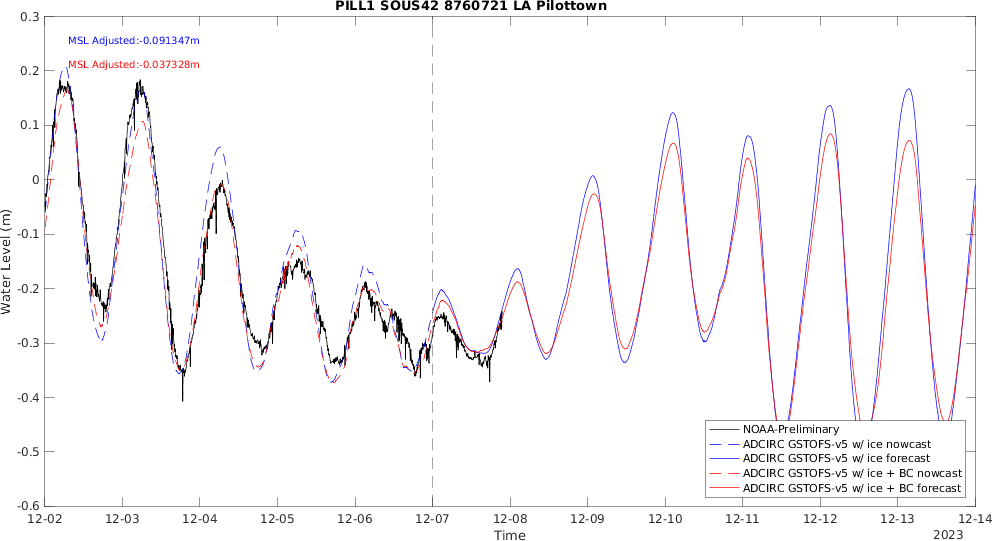 PILL1 SOUS42 8760721 LA Pilottown
MSL Adjusted:-0.091347m
MSL Adjusted:-0.037328m
Water Level (m)
0.3
0.2
0.1
0
-0.1
-0.2
-0.3
-0.4
-0.5
-0.6
NOAA-Preliminary
ADCIRC GSTOFS-v5 w/ ice nowcast
ADCIRC GSTOFS-v5 w/ ice forecast
ADCIRC GSTOFS-v5 w/ ice + BC nowcast
ADCIRC GSTOFS-v5 w/ ice + BC forecast
12-02 12-03 12-04 12-05 12-06 12-07 12-08 12-09 12-10 12-11 12-12 12-13 12-14
Time
2023